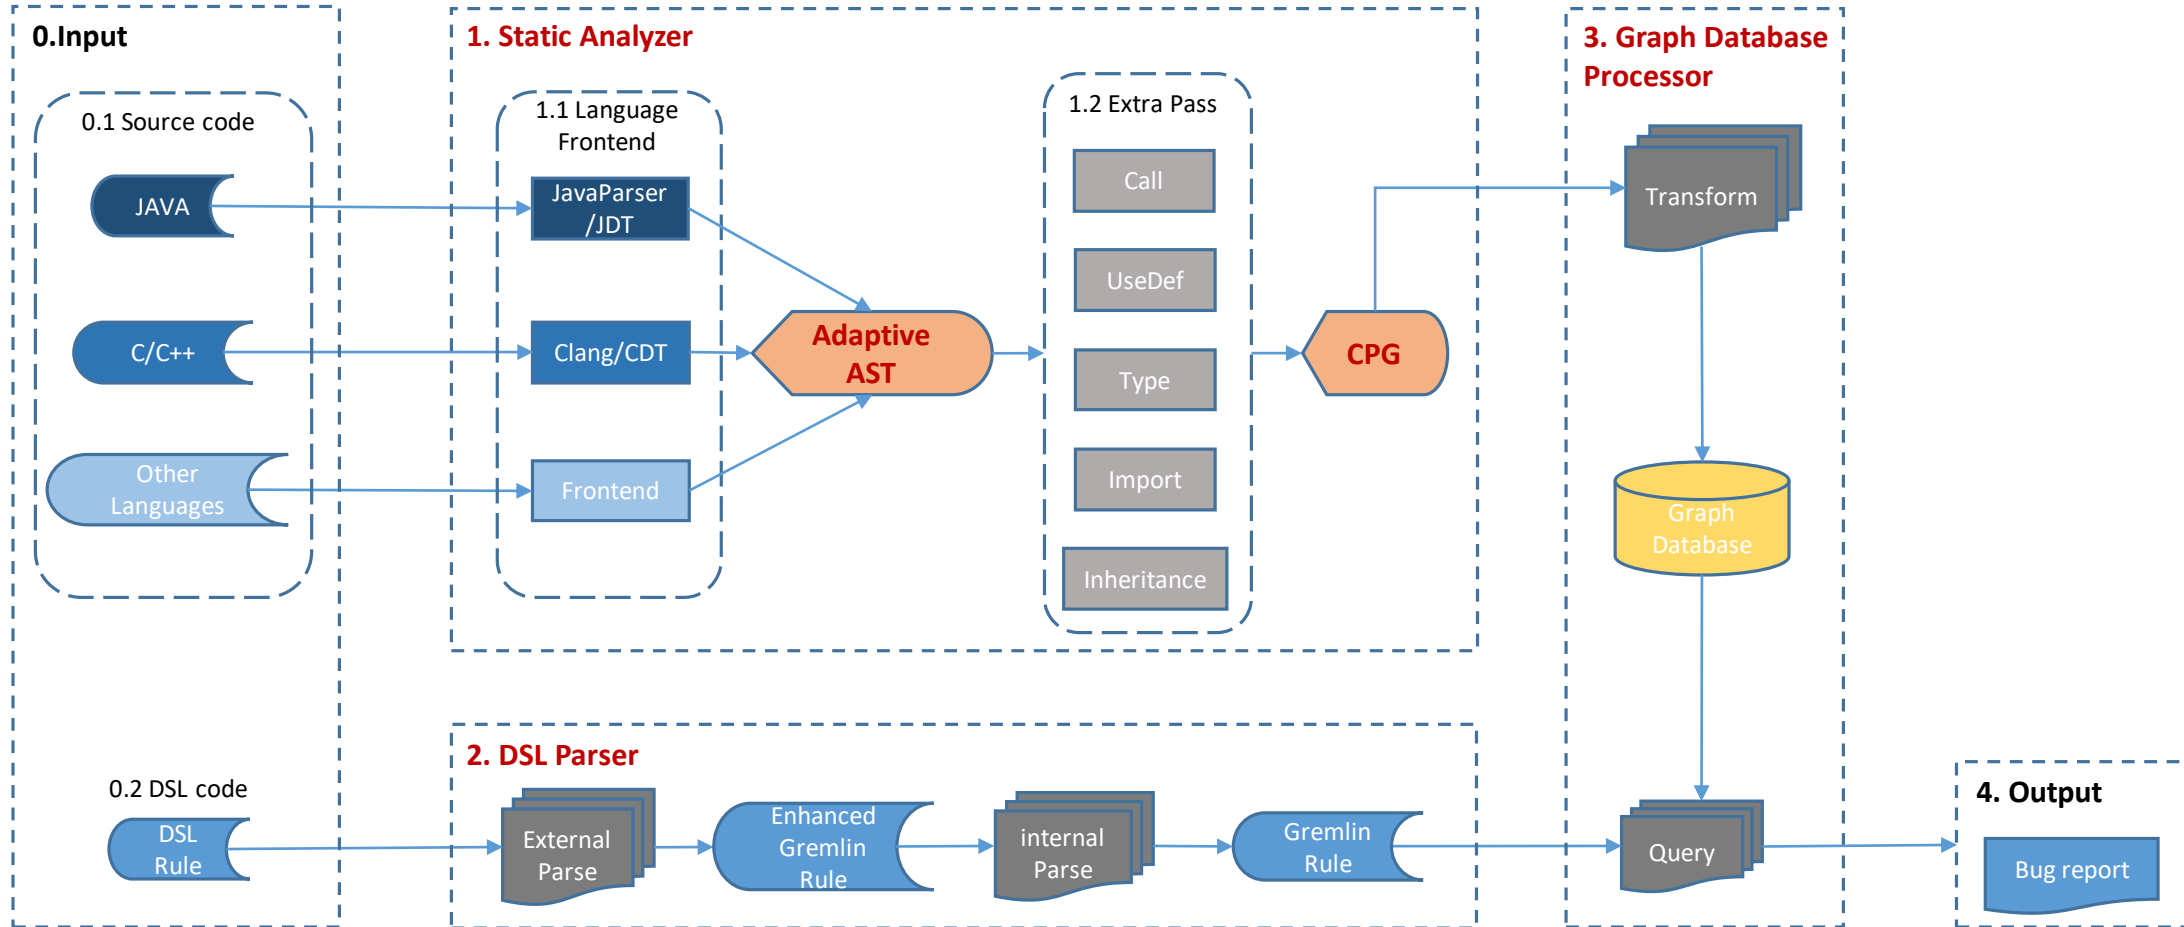 0.Input
0.1 Source code
JAVA
C/C++
Other
Languages
0.2 DSL code
DSL
Rule
1. Static Analyzer
1.1 Language
Frontend
JavaParser
/JDT
Clang/CDT
Frontend
Adaptive
AST
1.2 Extra Pass
Call
UseDef
Type
Import
Inheritance
CPG
2. DSL Parser
External
Parse
Enhanced
Gremlin
Rule
internal
Parse
Gremlin
Rule
3. Graph Database
Processor
Transform
Graph
Database
Query
4. Output
Bug report